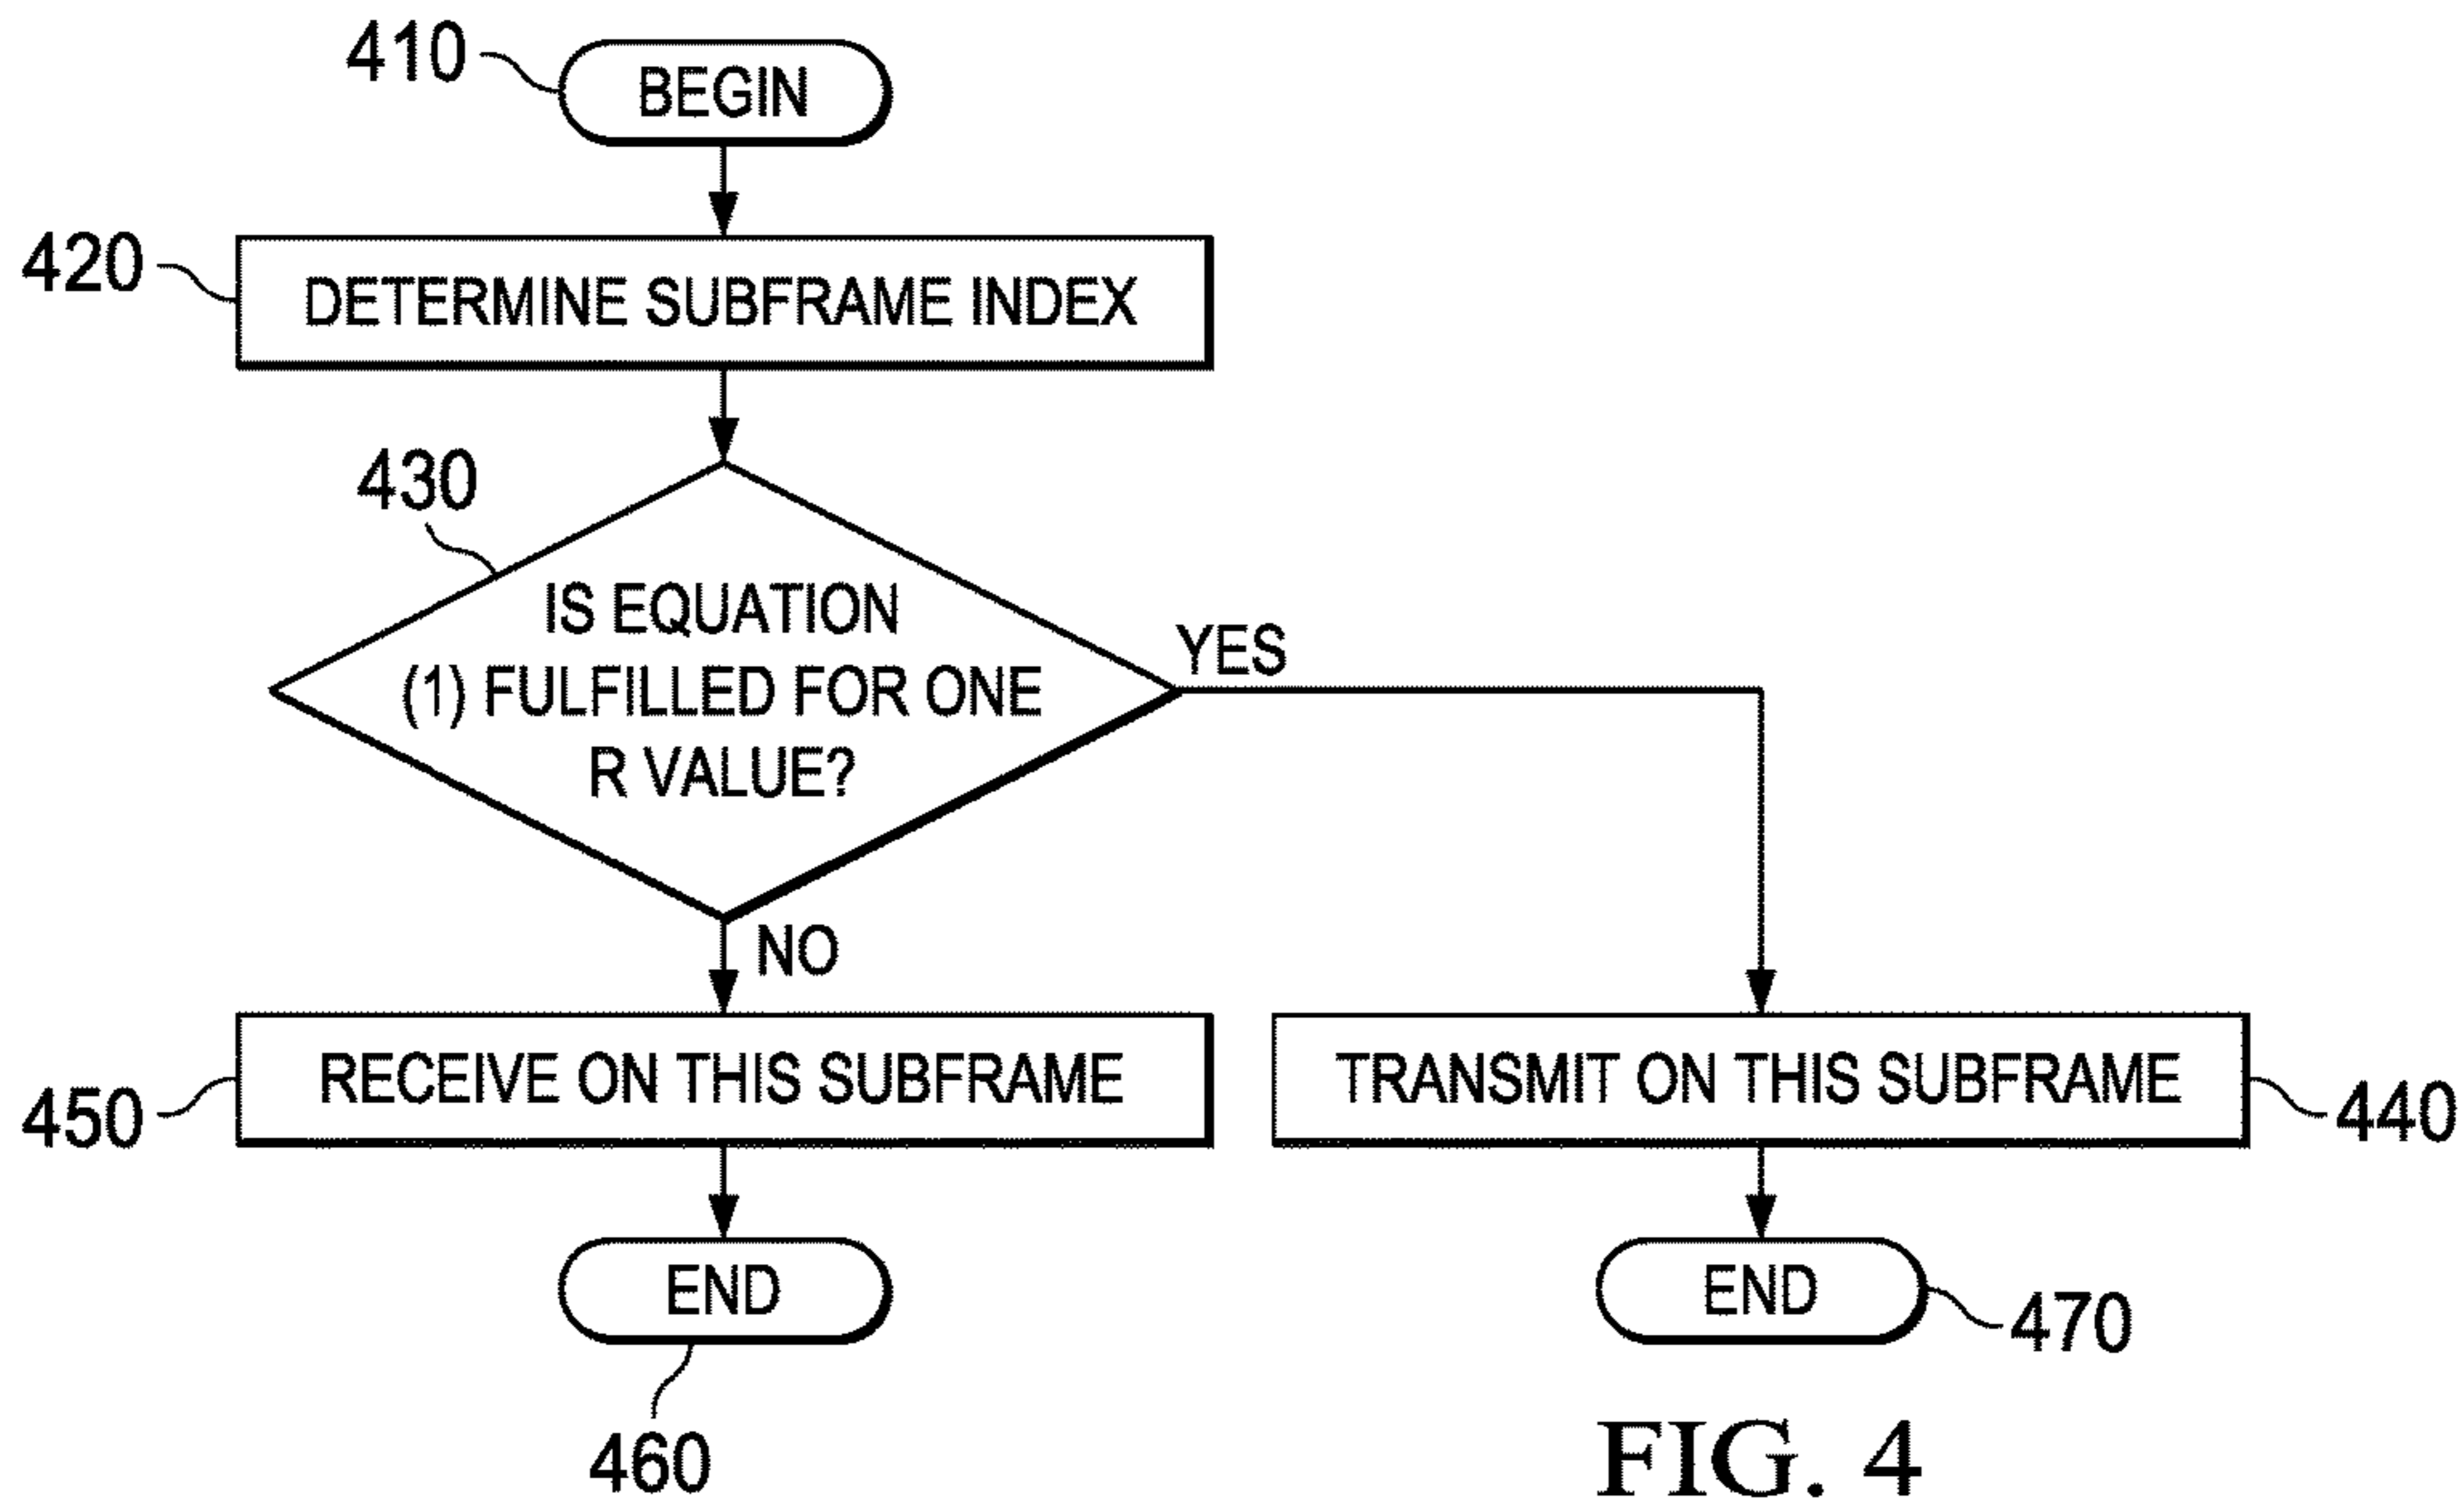 410
BEGIN
420
DETERMINE SUBFRAME INDEX
430
IS EQUATION
(1) FULFILLED FOR ONE
R VALUE?
YES
NO
450
RECEIVE ON THIS SUBFRAME
TRANSMIT ON THIS SUBFRAME
440
END
460
END
470
FIG. 4